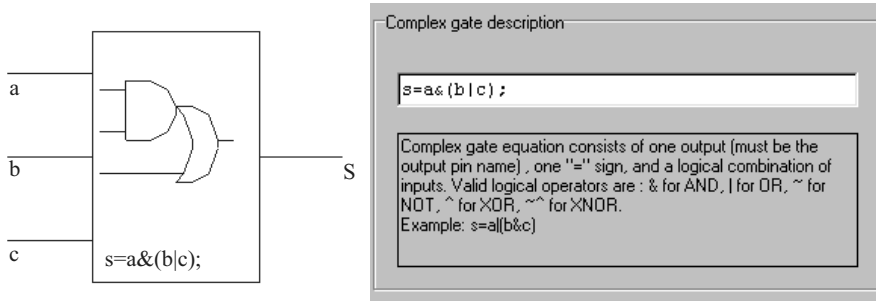 a
b
c
S
s=a&(b|c);
Complex gate description
s=a&(b|c);
Complex gate equation consists of one output (must be the
output pin name) , one "=" sign, and a logical combination of
inputs. Valid logical operators are : & for AND, | for OR, ~ for
NOT, ^ for XOR, ~^ for XNOR.
Example: s=a|(b&c)